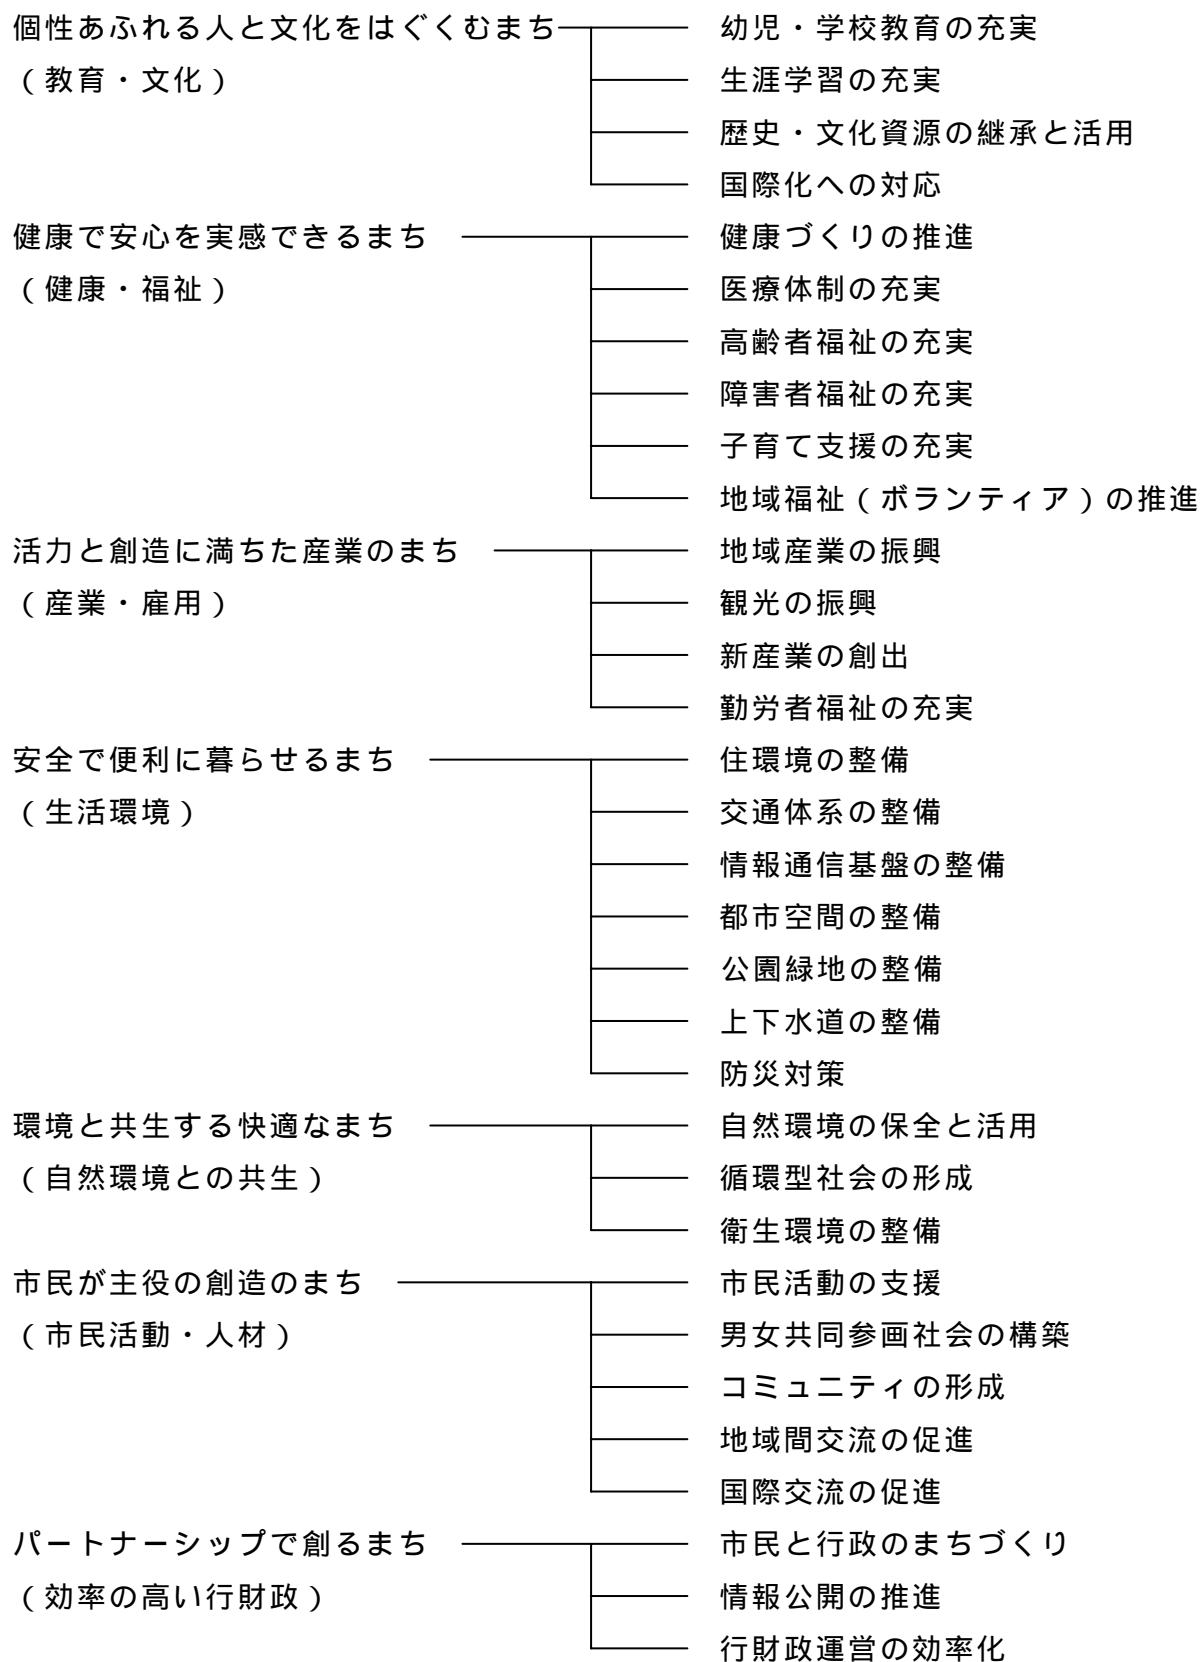 個性あふれる人と文化をはぐくむまち 幼児・学校教育の充実
（教育・文化） 生涯学習の充実
歴史・文化資源の継承と活用
国際化への対応
健康で安心を実感できるまち 健康づくりの推進
（健康・福祉） 医療体制の充実
高齢者福祉の充実
障害者福祉の充実
子育て支援の充実
地域福祉（ボランティア）の推進
活力と創造に満ちた産業のまち 地域産業の振興
（産業・雇用） 観光の振興
新産業の創出
勤労者福祉の充実
安全で便利に暮らせるまち 住環境の整備
（生活環境） 交通体系の整備
情報通信基盤の整備
都市空間の整備
公園緑地の整備
上下水道の整備
防災対策
環境と共生する快適なまち 自然環境の保全と活用
（自然環境との共生） 循環型社会の形成
衛生環境の整備
市民が主役の創造のまち 市民活動の支援
（市民活動・人材） 男女共同参画社会の構築
コミュニティの形成
地域間交流の促進
国際交流の促進
パートナーシップで創るまち 市民と行政のまちづくり
（効率の高い行財政） 情報公開の推進
行財政運営の効率化